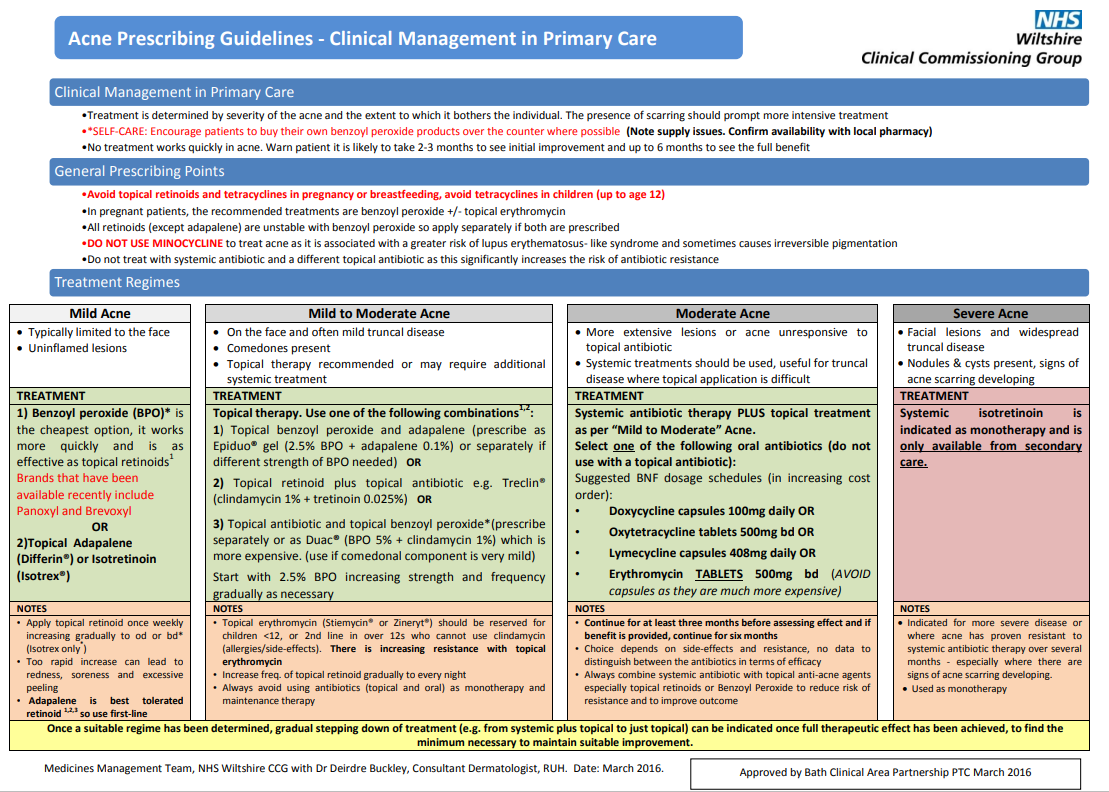 Acne Prescribing Guidelines - Clinical Management in Primary Care
NHS
Wiltshire
Clinical Commissioning Group
Clinical Management in Primary Care
•Treatment is determined by severity of the acne and the extent to which it bothers the individual. The presence of scarring should prompt more intensive treatment
•*SELF-CARE: Encourage patients to buy their own benzoyl peroxide products over the counter where possible (Note supply issues. Confirm availability with local pharmacy)
•No treatment works quickly in acne. Warn patient it is likely to take 2-3 months to see initial improvement and up to 6 months to see the full benefit
General Prescribing Points
•Avoid topical retinoids and tetracyclines in pregnancy or breastfeeding, avoid tetracyclines in children (up to age 12)
•In pregnant patients, the recommended treatments are benzoyl peroxide +/- topical erythromycin
•All retinoids (except adapalene) are unstable with benzoyl peroxide so apply separately if both are prescribed
•DO NOT USE MINOCYCLINE to treat acne as it is associated with a greater risk of lupus erythematosus- like syndrome and sometimes causes irreversible pigmentation
•Do not treat with systemic antibiotic and a different topical antibiotic as this significantly increases the risk of antibiotic resistance
Treatment Regimes
Mild Acne
• Typically limited to the face
• Uninflamed lesions
TREATMENT
1) Benzoyl peroxide (BPO)* is
the cheapest option, it works
more quickly and is as
effective as topical retinoids1
Brands that have been
available recently include
Panoxyl and Brevoxyl
OR
2)Topical Adapalene
(Differin®) or Isotretinoin
(Isotrex®)
NOTES
• Apply topical retinoid once weekly
increasing gradually to od or bd*
(Isotrex only*)
• Too rapid increase can lead to
redness, soreness and excessive
peeling
• Adapalene is best tolerated
retinoid 1,2,3 so use first-line
Mild to Moderate Acne
• On the face and often mild truncal disease
• Comedones present
• Topical therapy recommended or may require additional
systemic treatment
TREATMENT
Topical therapy. Use one of the following combinations1,2:
1) Topical benzoyl peroxide and adapalene (prescribe as
Epiduo® gel (2.5% BPO + adapalene 0.1%) or separately if
different strength of BPO needed) OR
2) Topical retinoid plus topical antibiotic e.g. Treclin®
(clindamycin 1% + tretinoin 0.025%) OR
3) Topical antibiotic and topical benzoyl peroxide*(prescribe
separately or as Duac® (BPO 5% + clindamycin 1%) which is
more expensive. (use if comedonal component is very mild)
Start with 2.5% BPO increasing strength and frequency
gradually as necessary
NOTES
• Topical erythromycin (Stiemycin® or Zineryt®) should be reserved for
children <12, or 2nd line in over 12s who cannot use clindamycin
(allergies/side-effects). There is increasing resistance with topical
erythromycin
• Increase freq. of topical retinoid gradually to every night
• Always avoid using antibiotics (topical and oral) as monotherapy and
maintenance therapy
Moderate Acne
• More extensive lesions or acne unresponsive to
topical antibiotic
• Systemic treatments should be used, useful for truncal
disease where topical application is difficult
TREATMENT
Systemic antibiotic therapy PLUS topical treatment
as per “Mild to Moderate” Acne.
Select one of the following oral antibiotics (do not
use with a topical antibiotic):
Suggested BNF dosage schedules (in increasing cost
order):
• Doxycycline capsules 100mg daily OR
• Oxytetracycline tablets 500mg bd OR
• Lymecycline capsules 408mg daily OR
• Erythromycin TABLETS 500mg bd (AVOID
capsules as they are much more expensive)
NOTES
• Continue for at least three months before assessing effect and if
benefit is provided, continue for six months
• Choice depends on side-effects and resistance, no data to
distinguish between the antibiotics in terms of efficacy
• Always combine systemic antibiotic with topical anti-acne agents
especially topical retinoids or Benzoyl Peroxide to reduce risk of
resistance and to improve outcome
Severe Acne
• Facial lesions and widespread
truncal disease
• Nodules & cysts present, signs of
acne scarring developing
TREATMENT
Systemic isotretinoin is
indicated as monotherapy and is
only available from secondary
care.
NOTES
• Indicated for more severe disease or
where acne has proven resistant to
systemic antibiotic therapy over several
months - especially where there are
signs of acne scarring developing.
• Used as monotherapy
Once a suitable regime has been determined, gradual stepping down of treatment (e.g. from systemic plus topical to just topical) can be indicated once full therapeutic effect has been achieved, to find the
minimum necessary to maintain suitable improvement.
Medicines Management Team, NHS Wiltshire CCG with Dr Deirdre Buckley, Consultant Dermatologist, RUH. Date: March 2016.
Approved by Bath Clinical Area Partnership PTC March 2016